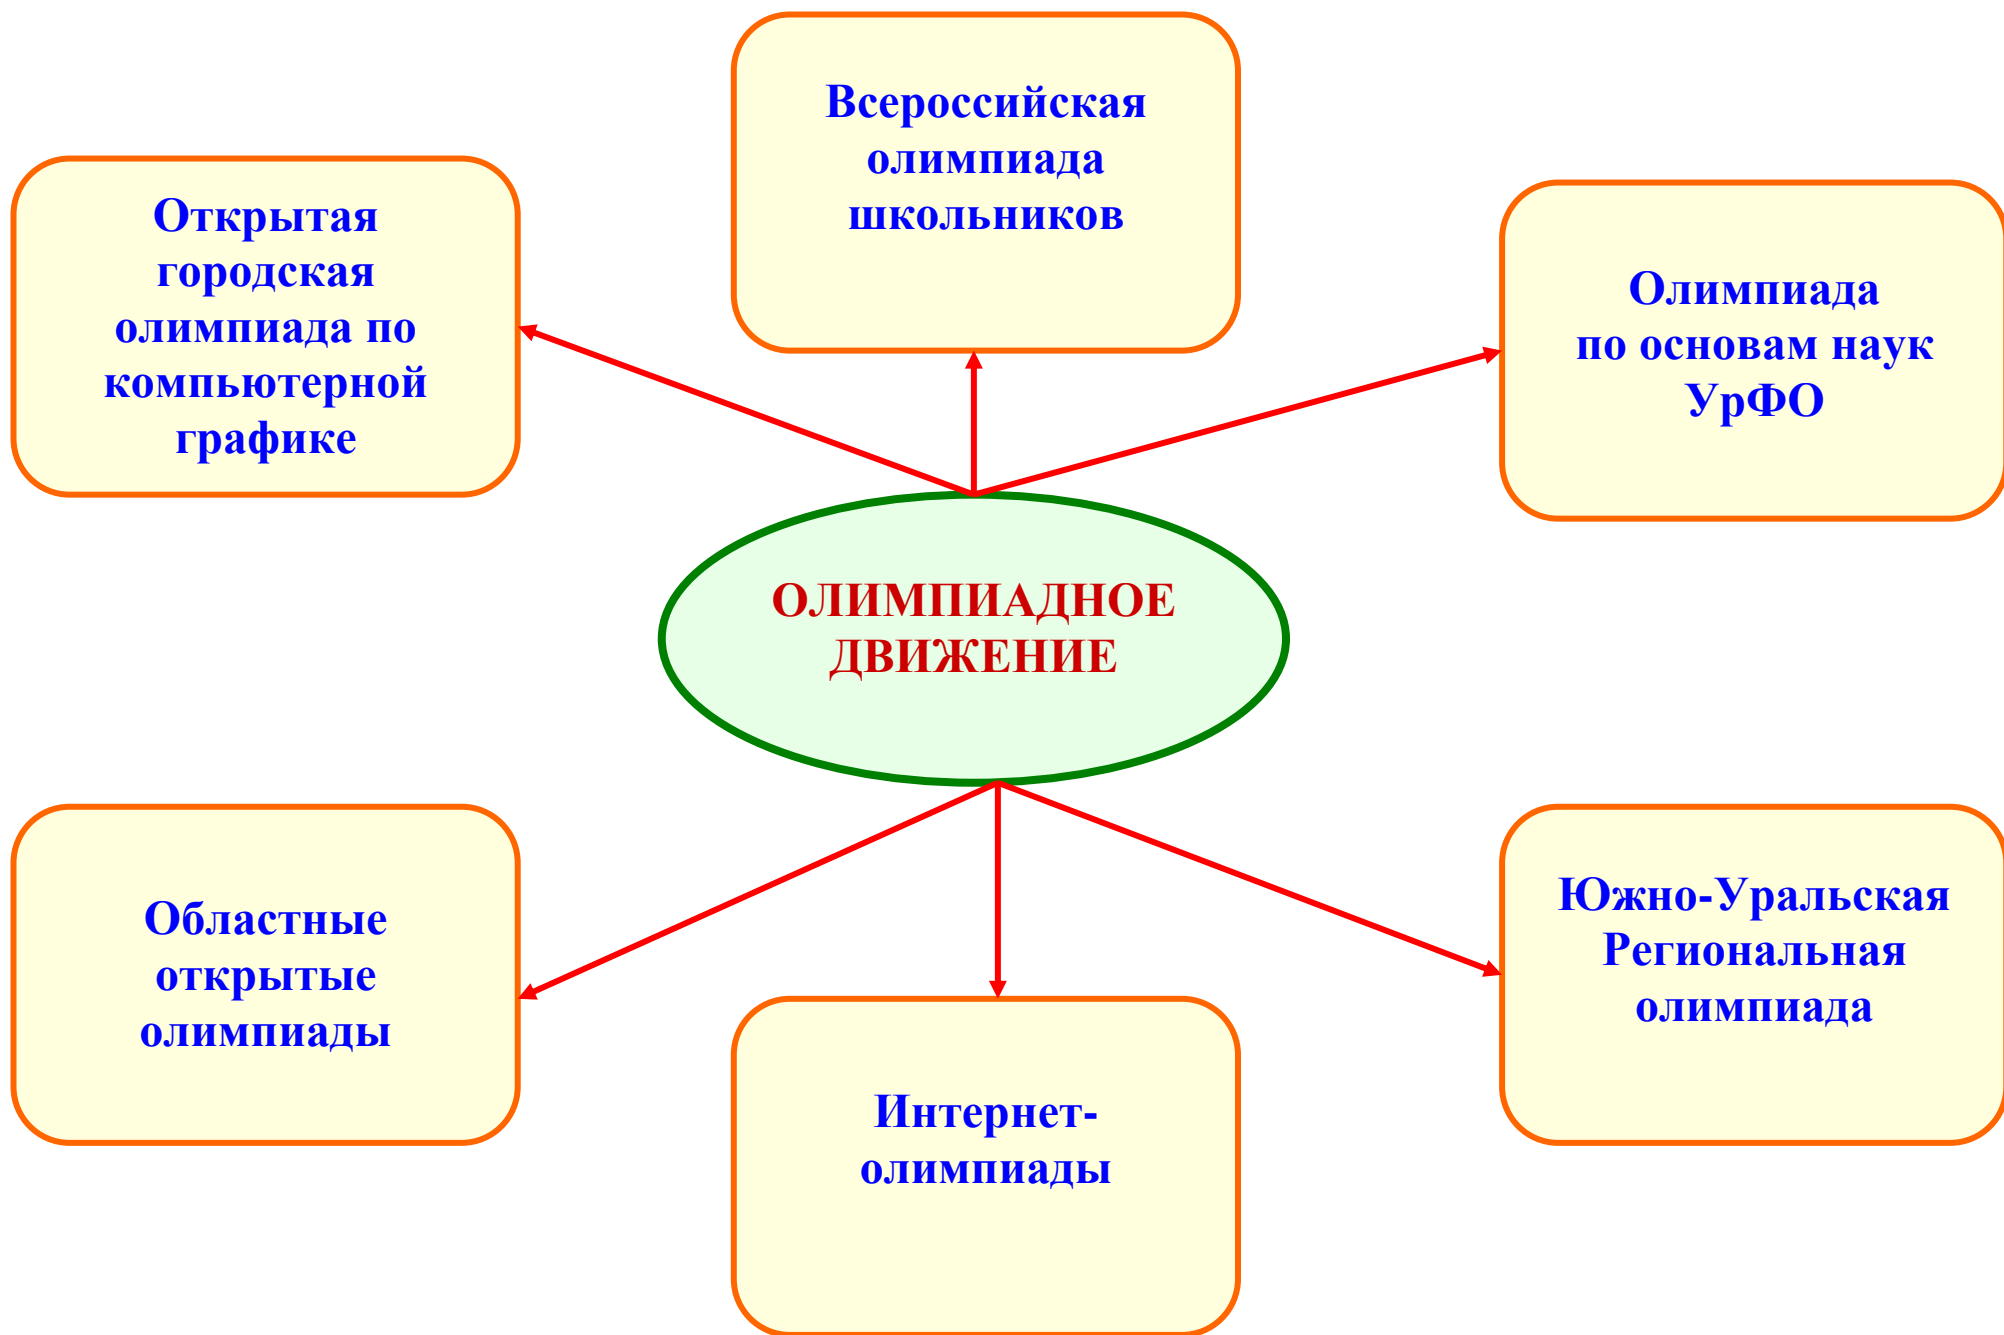 Всероссийская
олимпиада
школьников
Открытая
городская
олимпиада по
компьютерной
графике
Олимпиада
по основам наук
УрФО
ОЛИМПИАДНОЕ
ДВИЖЕНИЕ
Областные
открытые
олимпиады
Интернет-
олимпиады
Южно-Уральская
Региональная
олимпиада